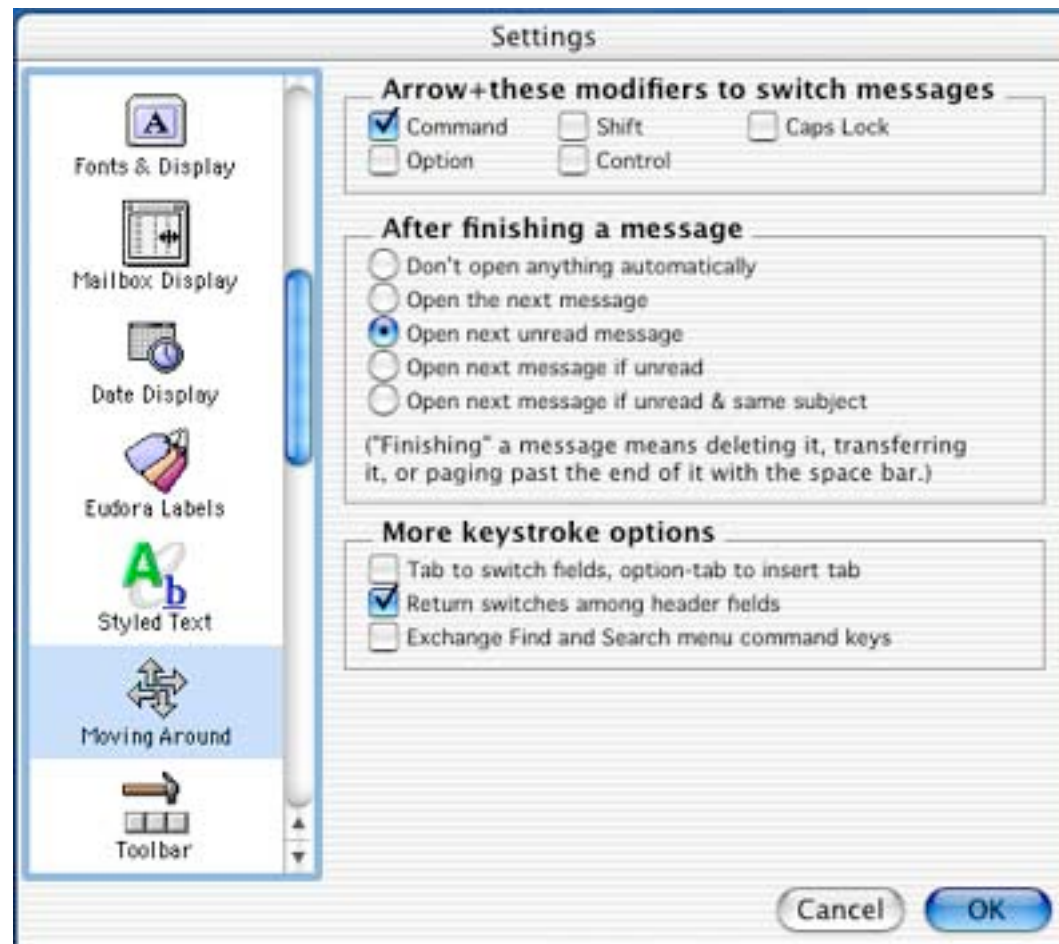 Settings
A
Fonts & Display
Mailbox Display
Date Display
Eudora Labels
Ab
Styled Text
Moving Around
Toolbar
Arrow+these modifiers to switch messages
Command Shift Caps Lock
Option Control
After finishing a message
Don't open anything automatically
Open the next message
Open next unread message
Open next message if unread
Open next message if unread & same subject
("Finishing" a message means deleting it, transferring
it, or paging past the end of it with the space bar.)
More keystroke options
Tab to switch fields, option-tab to insert tab
Return switches among header fields
Exchange Find and Search menu command keys
Cancel OK